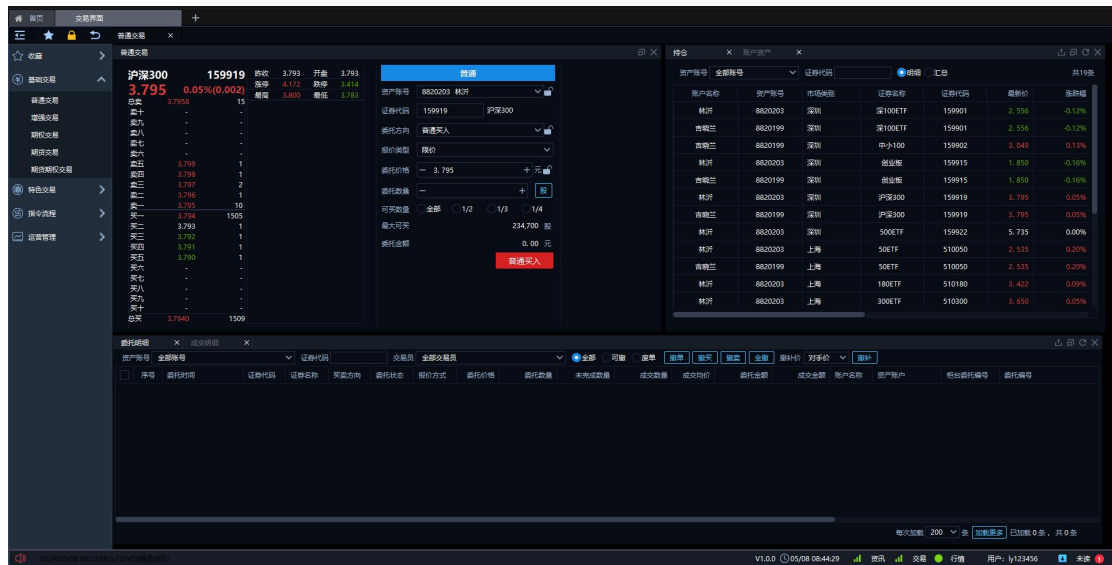 首页 交易界面 +
普通交易 ×
收藏
基础交易
普通交易
增强交易
期权交易
期货交易
期货期权交易
特色交易
指令流程
运营管理
普通交易
沪深300 159919 昨收 3.793 开盘 3.793
3.795 0.05%(0.002) 涨停 4.172 跌停 3.414
最高 3.800 最低 3.783
总卖 3.7958 15
卖十 - -
卖九 - -
卖八 - -
卖七 - -
卖六 - -
卖五 3.799 1
卖四 3.798 1
卖三 3.797 2
卖二 3.796 1
卖一 3.795 10
买一 3.794 1505
买二 3.793 1
买三 3.792 1
买四 3.791 1
买五 3.790 1
买六 - -
买七 - -
买八 - -
买九 - -
买十 - -
总买 3.7940 1509
普通
资产账号 8820203 林沂
证券代码 159919 沪深300
委托方向 普通买入
报价类型 限价
委托价格 − 3.795 + 元
委托数量 − + 股
可买数量 全部 1/2 1/3 1/4
最大可买 234,700 股
委托金额 0.00 元
普通买入
持仓 × 账户资产 ×
资产账号 全部账号 证券代码 明细 汇总 共19条
账户名称 资产账号 市场类别 证券名称 证券代码 最新价 涨跌幅
林沂 8820203 深圳 深100ETF 159901 2.556 -0.12%
吉晓兰 8820199 深圳 深100ETF 159901 2.556 -0.12%
吉晓兰 8820199 深圳 中小100 159902 3.049 0.13%
林沂 8820203 深圳 创业板 159915 1.850 -0.16%
吉晓兰 8820199 深圳 创业板 159915 1.850 -0.16%
林沂 8820203 深圳 沪深300 159919 3.795 0.05%
吉晓兰 8820199 深圳 沪深300 159919 3.795 0.05%
林沂 8820203 深圳 500ETF 159922 5.735 0.00%
林沂 8820203 上海 50ETF 510050 2.535 0.20%
吉晓兰 8820199 上海 50ETF 510050 2.535 0.20%
林沂 8820203 上海 180ETF 510180 3.422 0.09%
林沂 8820203 上海 300ETF 510300 3.650 0.05%
委托明细 × 成交明细 ×
资产账号 全部账号 证券代码 交易员 全部交易员 全部 可撤 废单 撤单 撤买 撤卖 全撤 撤补价 对手价 撤补
序号 委托时间 证券代码 证券名称 买卖方向 委托状态 报价方式 委托价格 委托数量 未完成数量 成交数量 成交均价 委托金额 成交金额 账户名称 资产账户 柜台委托编号 委托编号
每次加载 200 条 加载更多 已加载 0 条， 共 0 条
V1.0.0 05/08 08:44:29 资讯 交易 行情 用户: ly123456 未读 1